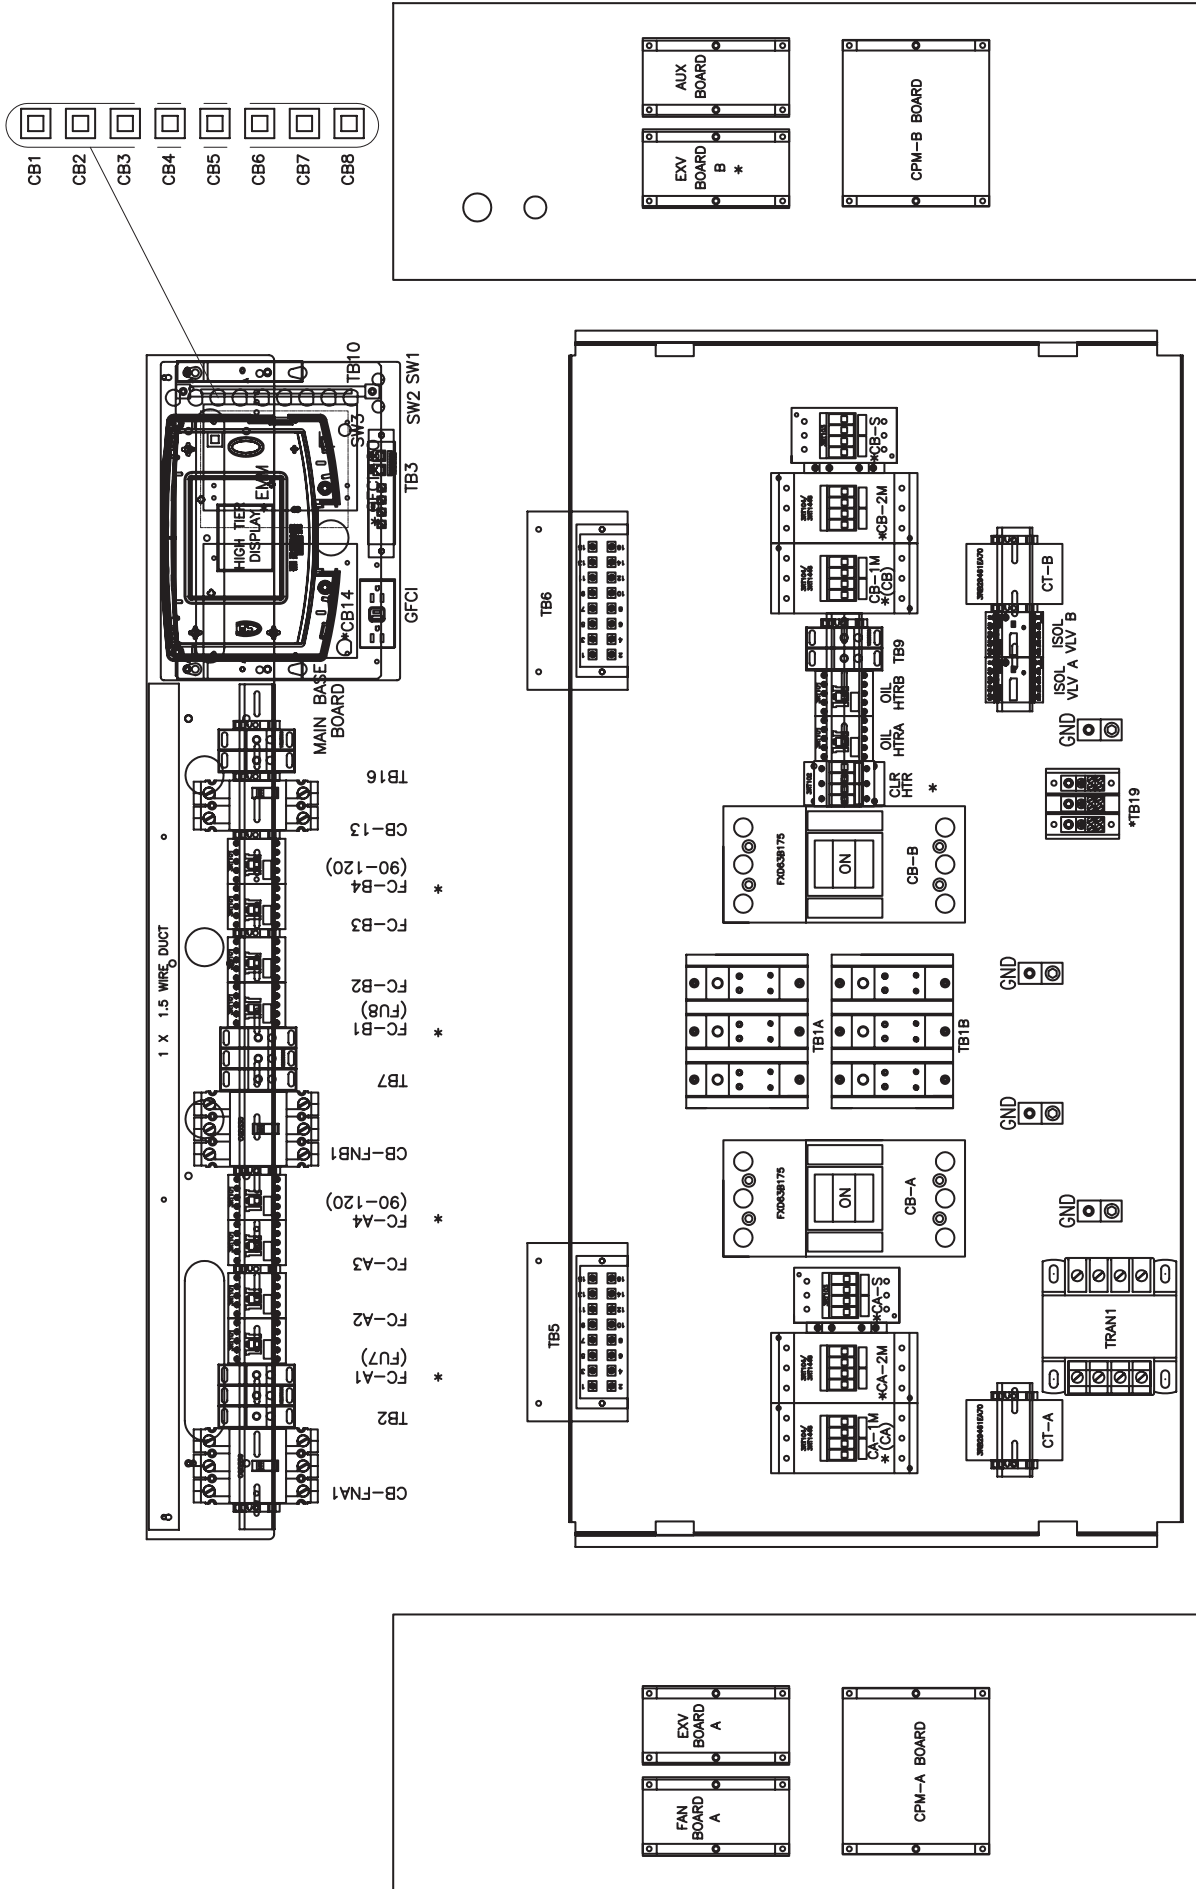 CB1
CB2
CB3
CB4
CB5
CB6
CB7
CB8
AUX
BOARD
EXV
BOARD
B
*
CPM-B BOARD
TB10
SW1
SW2
SW3
TB3
*EMM
HIGH TIER
DISPLAY
*CB14
GFCI
MAIN BASE
BOARD
8
1 X 1.5 WIRE DUCT
8
TB16
CB-13
(90-120)
FC-B4
*
FC-B3
FC-B2
(FU8)
FC-B1
*
TB7
CB-FNB1
(90-120)
FC-A4
*
FC-A3
FC-A2
(FU7)
FC-A1
*
TB2
CB-FNA1
TB6
TB5
*CB-S
*CB-2M
CB-1M
*(CB)
TB9
OIL
HTRB
OIL
HTRA
CLR
HTR
*
FXD63B175
ON
CB-B
TB1A
TB1B
FXD63B175
ON
CB-A
*CA-S
*CA-2M
CA-1M
*(CA)
CT-B
ISOL
VLV B
ISOL
VLV A
GND
*TB19
GND
GND
GND
TRAN1
CT-A
EXV
BOARD
A
FAN
BOARD
A
CPM-A BOARD